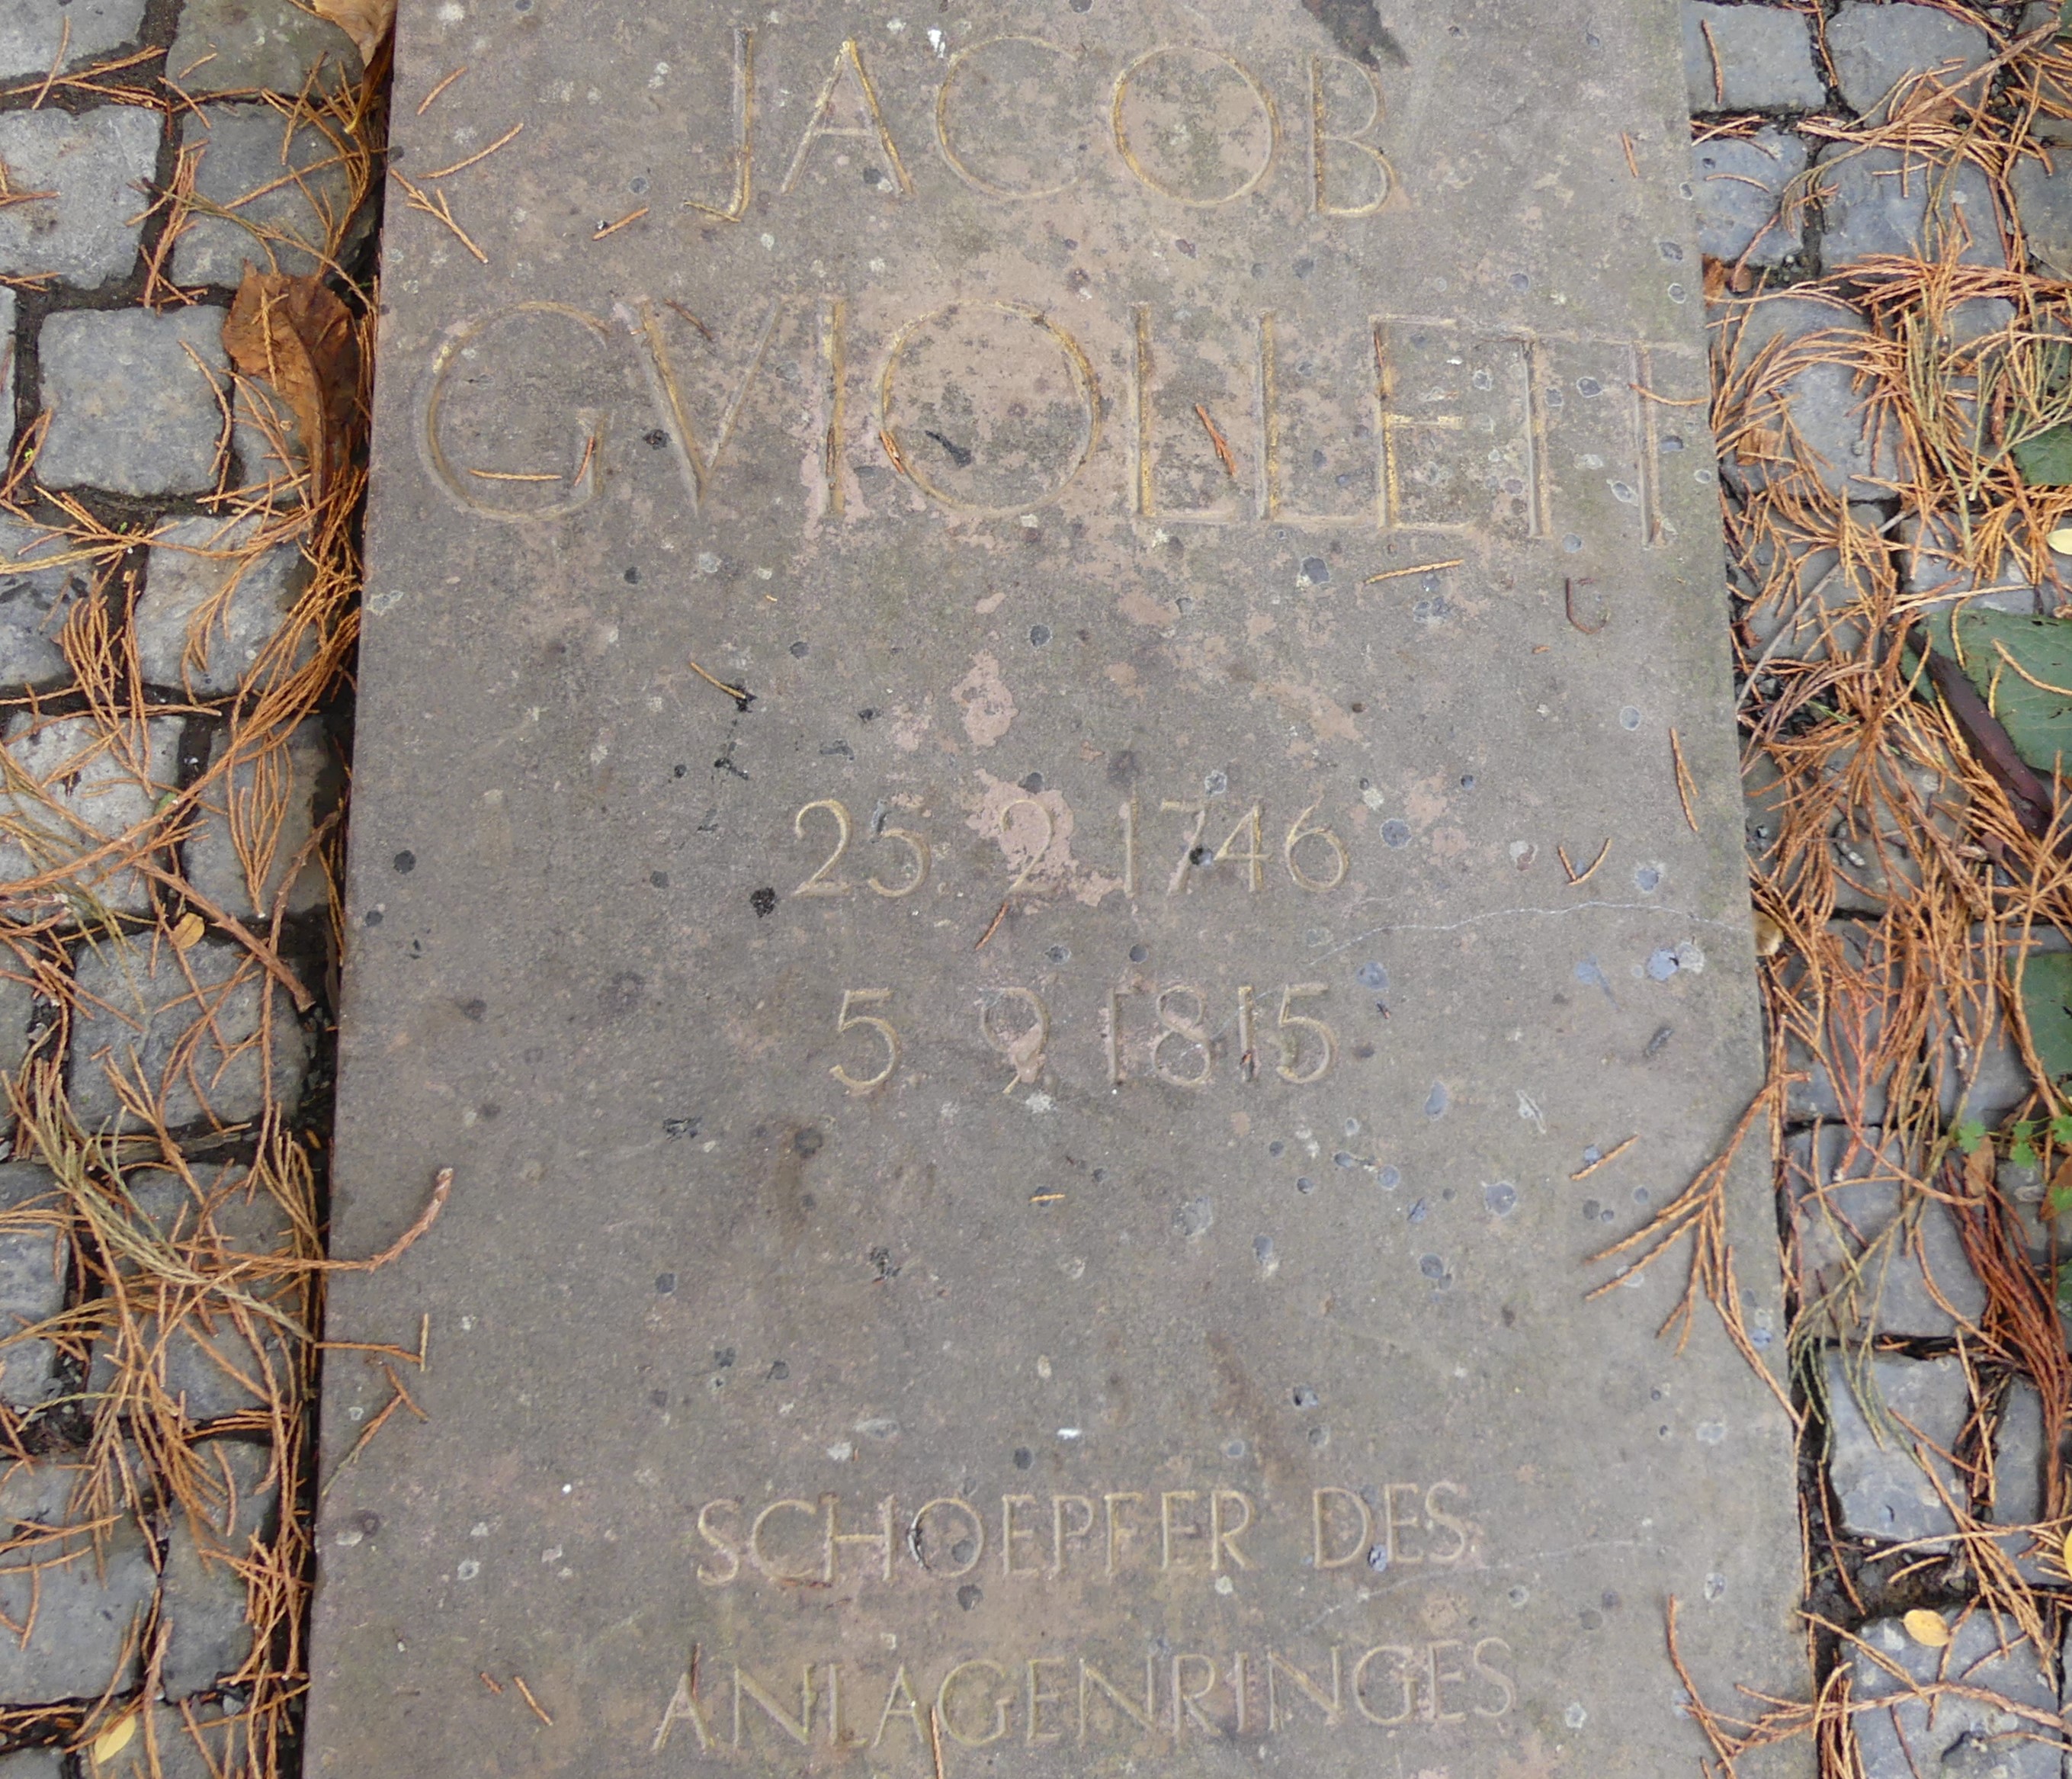 JACOB
GVIOLLETT
25 2 1746
5 9 1815
SCHOEPFER DES
ANLAGENRINGES